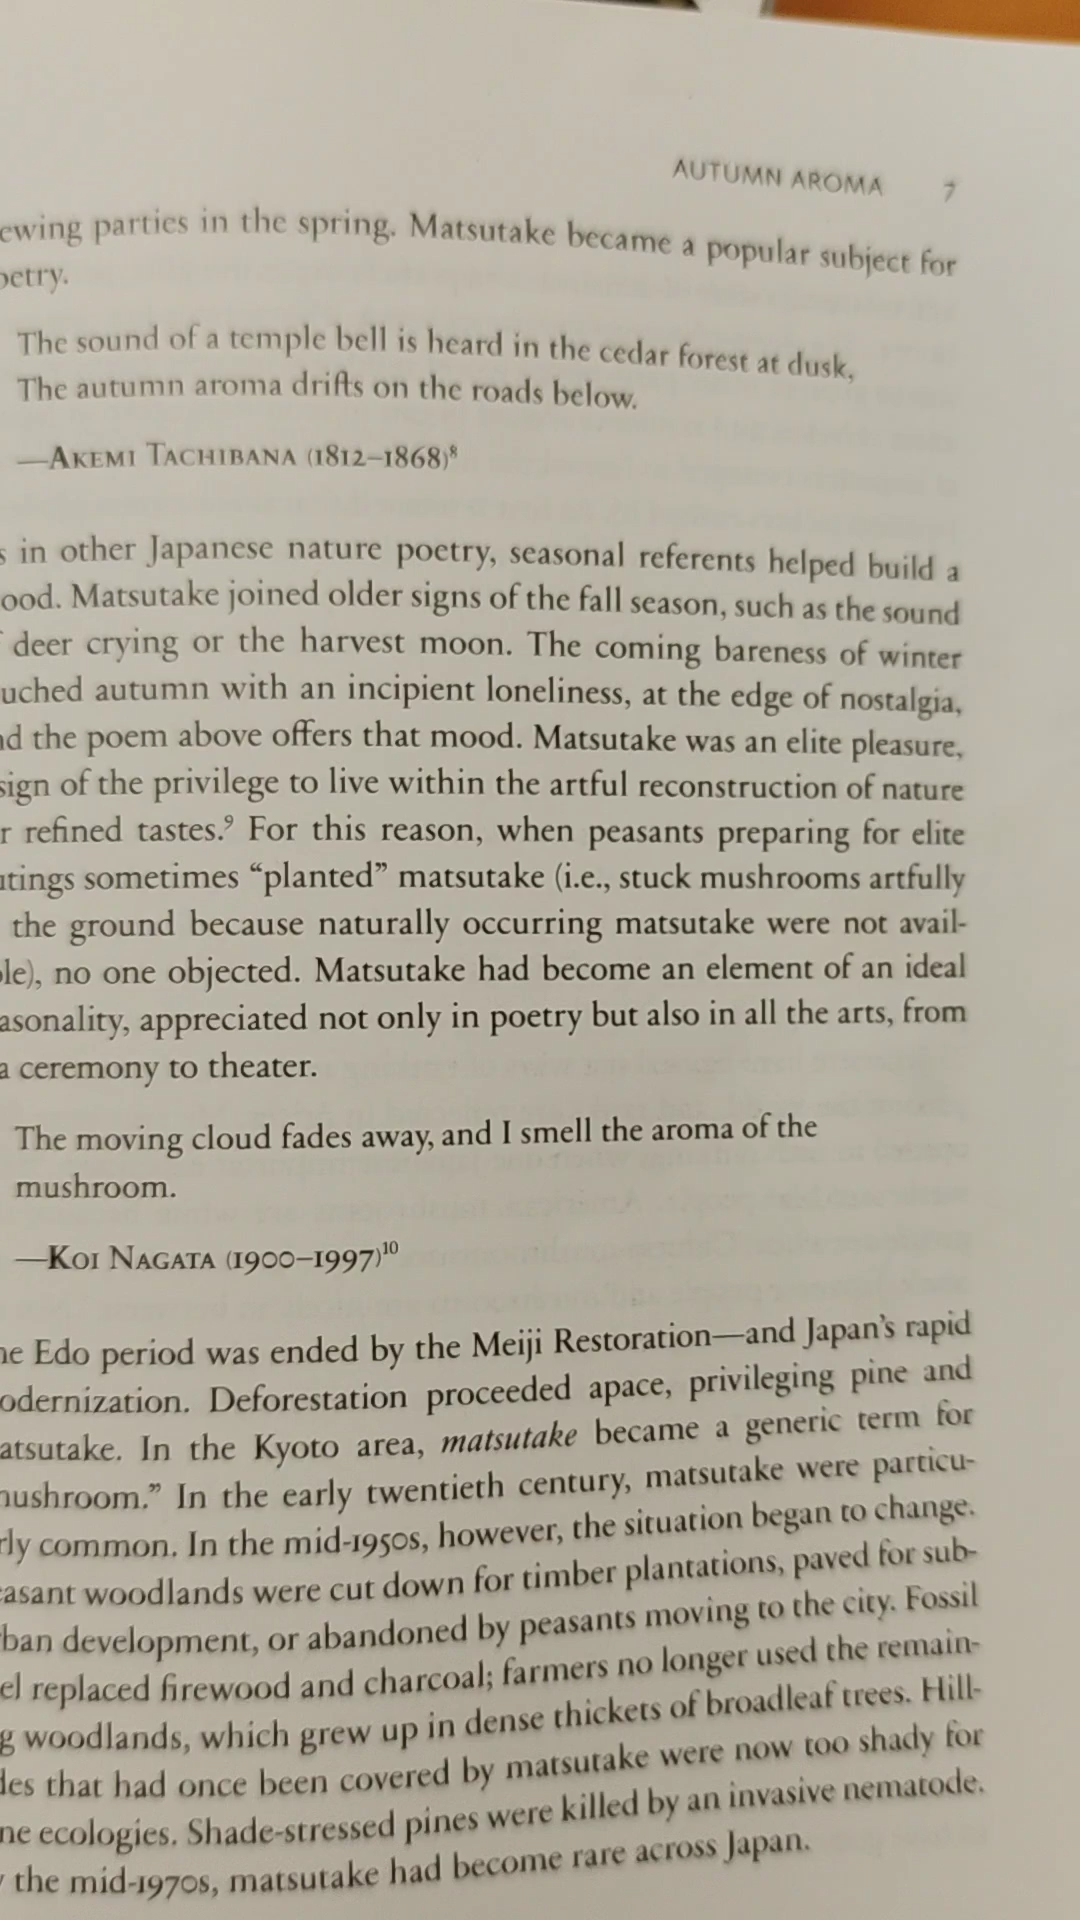 AUTUMN AROMA 7
ewing parties in the spring. Matsutake became a popular subject for
oetry.
The sound of a temple bell is heard in the cedar forest at dusk,
The autumn aroma drifts on the roads below.
—AKEMI TACHIBANA (1812–1868)⁸
s in other Japanese nature poetry, seasonal referents helped build a
ood. Matsutake joined older signs of the fall season, such as the sound
deer crying or the harvest moon. The coming bareness of winter
uched autumn with an incipient loneliness, at the edge of nostalgia,
nd the poem above offers that mood. Matsutake was an elite pleasure,
sign of the privilege to live within the artful reconstruction of nature
r refined tastes.⁹ For this reason, when peasants preparing for elite
tings sometimes “planted” matsutake (i.e., stuck mushrooms artfully
the ground because naturally occurring matsutake were not avail-
le), no one objected. Matsutake had become an element of an ideal
asonality, appreciated not only in poetry but also in all the arts, from
a ceremony to theater.
The moving cloud fades away, and I smell the aroma of the
mushroom.
—KOI NAGATA (1900–1997)¹⁰
he Edo period was ended by the Meiji Restoration—and Japan’s rapid
odernization. Deforestation proceeded apace, privileging pine and
atsutake. In the Kyoto area, matsutake became a generic term for
mushroom.” In the early twentieth century, matsutake were particu-
rly common. In the mid-1950s, however, the situation began to change.
easant woodlands were cut down for timber plantations, paved for sub-
ban development, or abandoned by peasants moving to the city. Fossil
el replaced firewood and charcoal; farmers no longer used the remain-
g woodlands, which grew up in dense thickets of broadleaf trees. Hill-
des that had once been covered by matsutake were now too shady for
ne ecologies. Shade-stressed pines were killed by an invasive nematode.
the mid-1970s, matsutake had become rare across Japan.